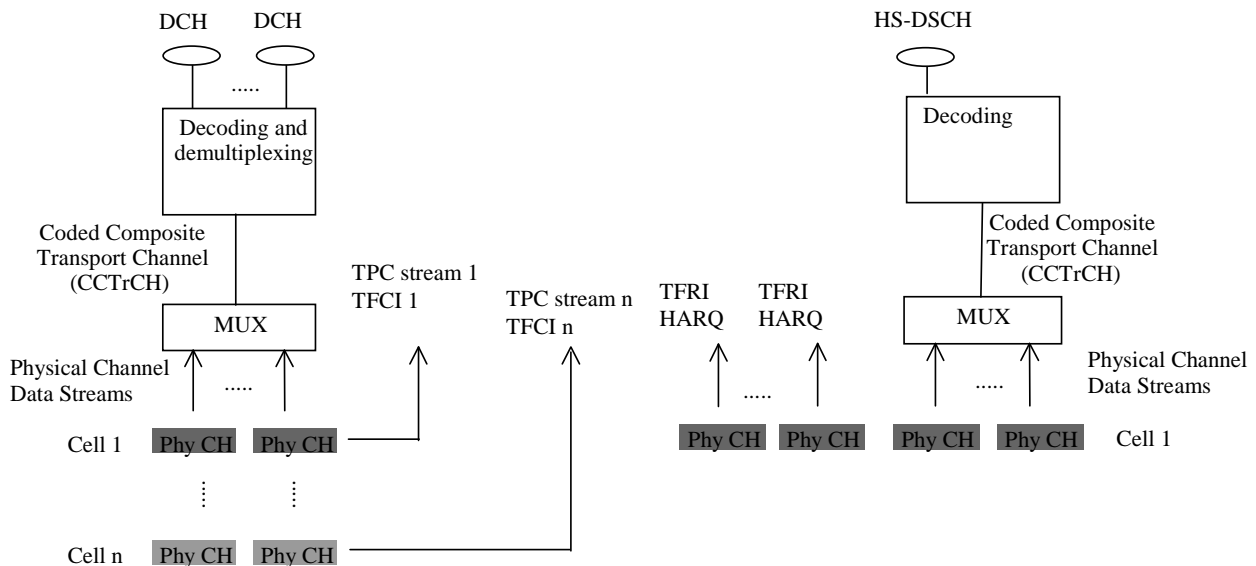 DCH DCH
.....
Decoding and
demultiplexing
Coded Composite
Transport Channel
(CCTrCH)
MUX
TPC stream 1
TFCI 1
TPC stream n
TFCI n
Physical Channel
Data Streams
.....
Cell 1 Phy CH Phy CH
..... .....
Cell n Phy CH Phy CH
HS-DSCH
Decoding
Coded Composite
Transport Channel
(CCTrCH)
TFRI TFRI
HARQ HARQ
MUX
Physical Channel
Data Streams
..... .....
Phy CH Phy CH Phy CH Phy CH Cell 1